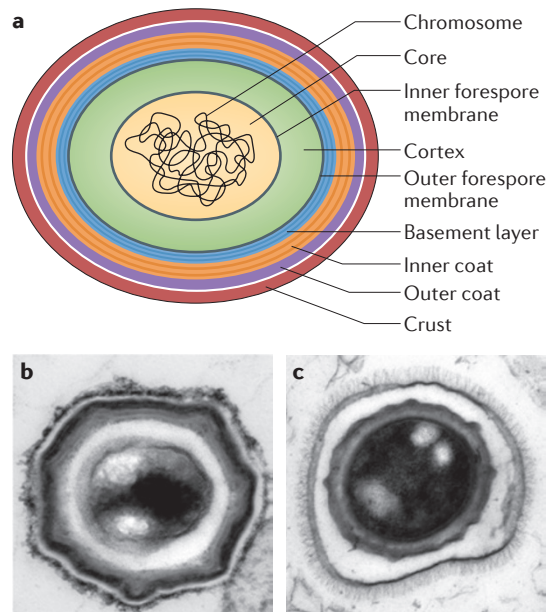 a
Chromosome
Core
Inner forespore
membrane
Cortex
Outer forespore
membrane
Basement layer
Inner coat
Outer coat
Crust
b
c